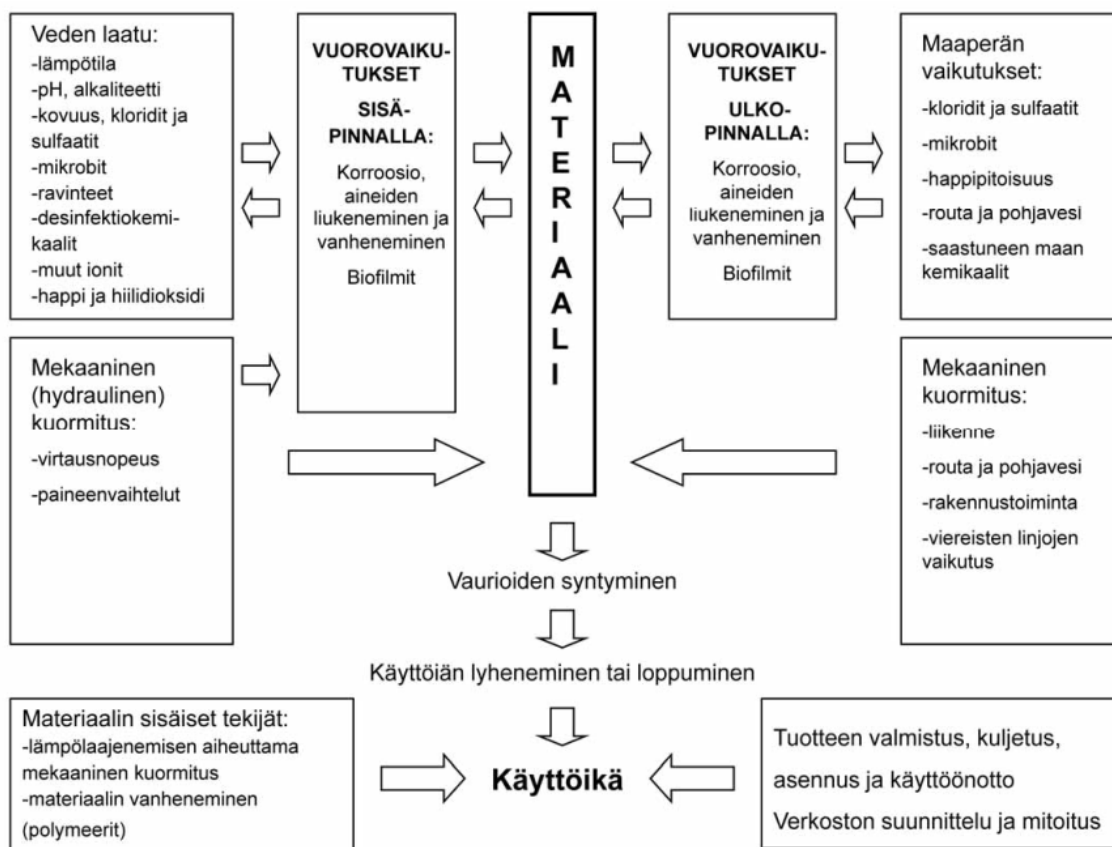 Veden laatu:
-lämpötila
-pH, alkaliteetti
-kovuus, kloridit ja
sulfaatit
-mikrobit
-ravinteet
-desinfektiokemi-
kaalit
-muut ionit
-happi ja hiilidioksidi
VUOROVAIKU-
TUKSET
SISÄ-
PINNALLA:
Korroosio,
aineiden
liukeneminen ja
vanheneminen
Biofilmit
M
A
T
E
R
I
A
A
L
I
VUOROVAIKU-
TUKSET
ULKO-
PINNALLA:
Korroosio,
aineiden
liukeneminen ja
vanheneminen
Biofilmit
Maaperän
vaikutukset:
-kloridit ja sulfaatit
-mikrobit
-happipitoisuus
-routa ja pohjavesi
-saastuneen maan
kemikaalit
Mekaaninen
(hydraulinen)
kuormitus:
-virtausnopeus
-paineenvaihtelut
Mekaaninen
kuormitus:
-liikenne
-routa ja pohjavesi
-rakennustoiminta
-viereisten linjojen
vaikutus
Vaurioiden syntyminen
Käyttöiän lyheneminen tai loppuminen
Materiaalin sisäiset tekijät:
-lämpölaajenemisen aiheuttama
mekaaninen kuormitus
-materiaalin vanheneminen
(polymeerit)
Käyttöikä
Tuotteen valmistus, kuljetus,
asennus ja käyttöönotto
Verkoston suunnittelu ja mitoitus